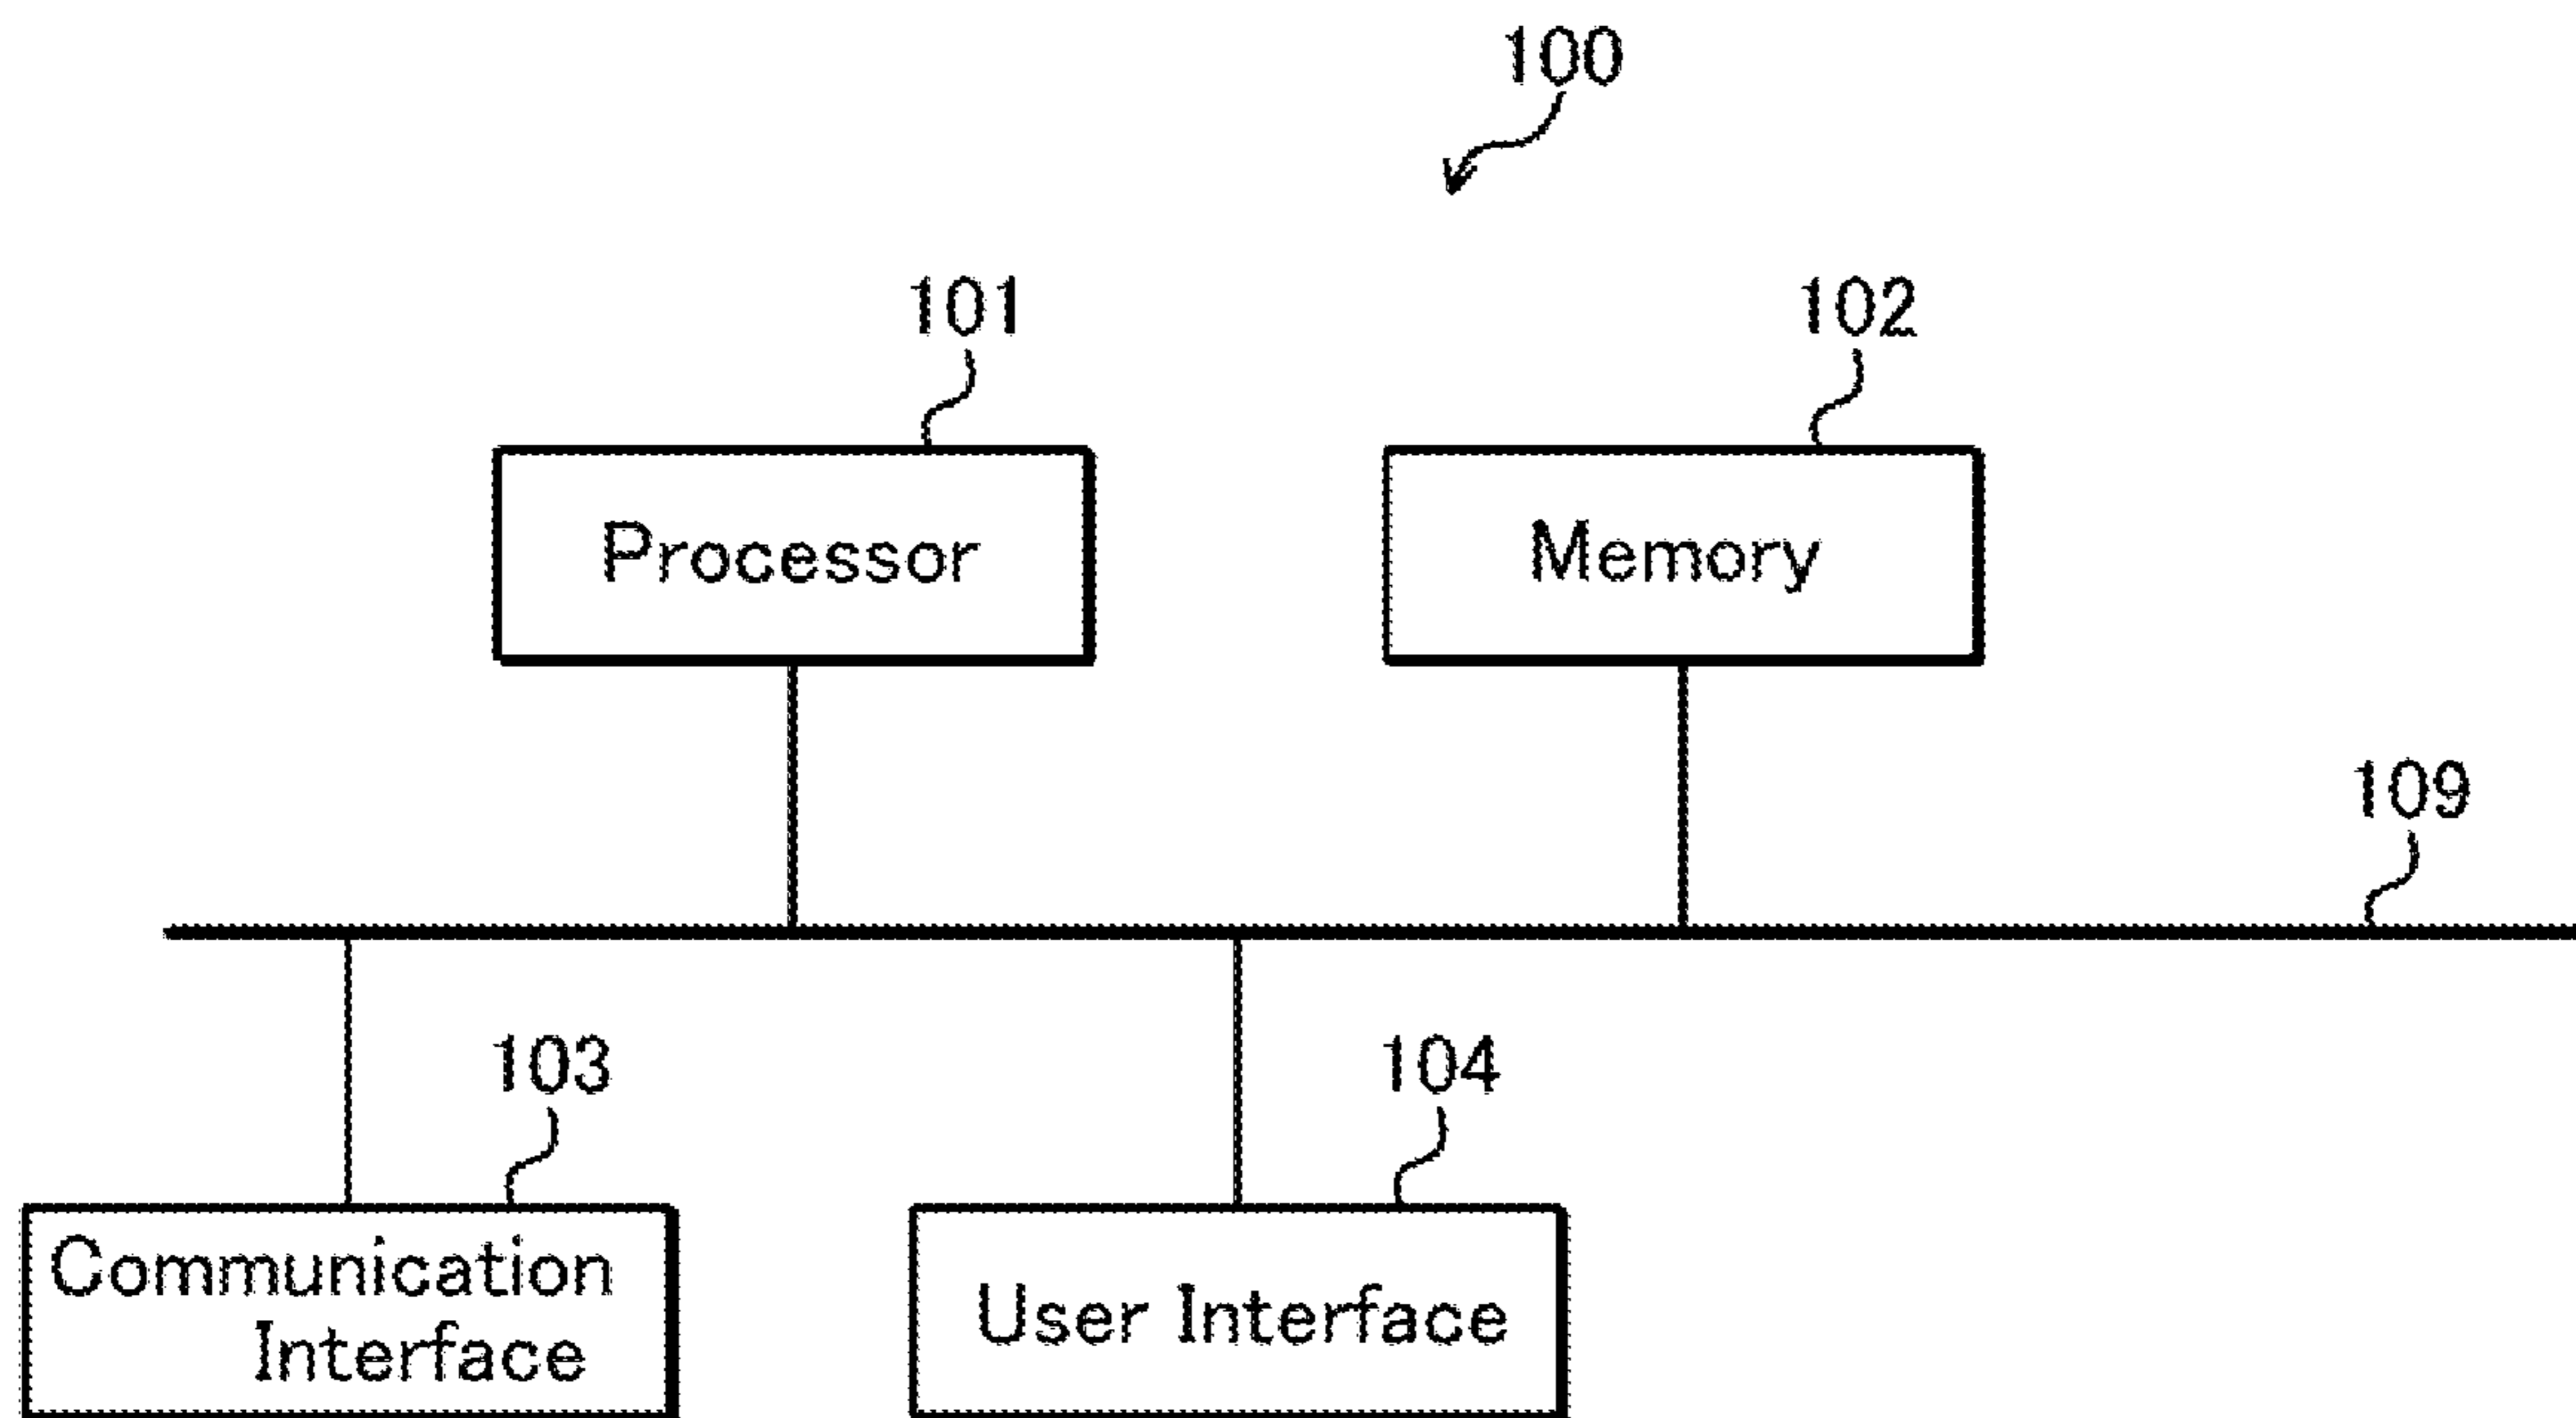 100
101
102
Processor
Memory
109
103
104
Communication
Interface
User Interface